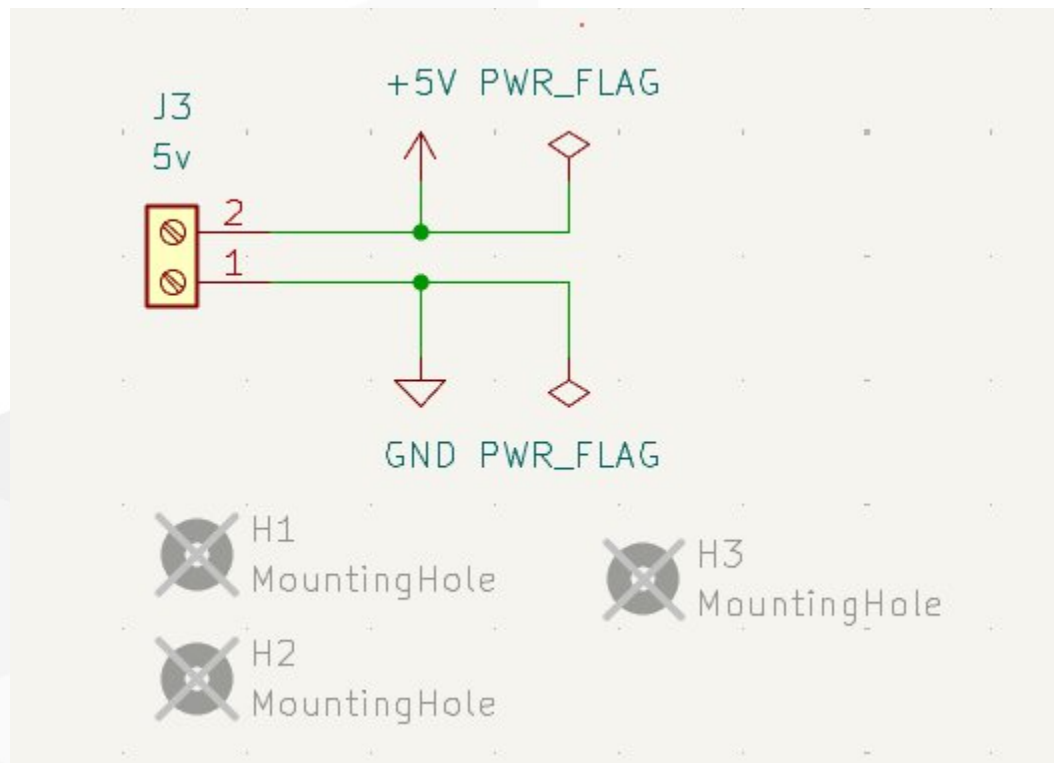 +5V PWR_FLAG
J3
5v
2
1
GND PWR_FLAG
H1
MountingHole
H3
MountingHole
H2
MountingHole